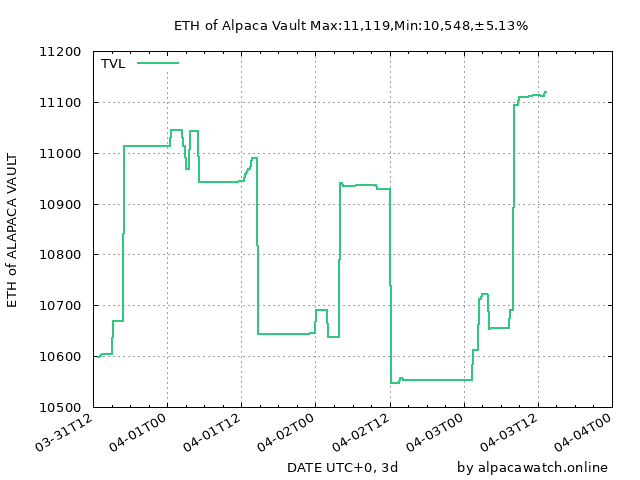 ETH of Alpaca Vault Max:11,119,Min:10,548,±5.13%
TVL
11200
11100
11000
10900
10800
10700
10600
10500
ETH of ALAPACA VAULT
03-31T12
04-01T00
04-01T12
04-02T00
04-02T12
04-03T00
04-03T12
04-04T00
DATE UTC+0, 3d
by alpacawatch.online